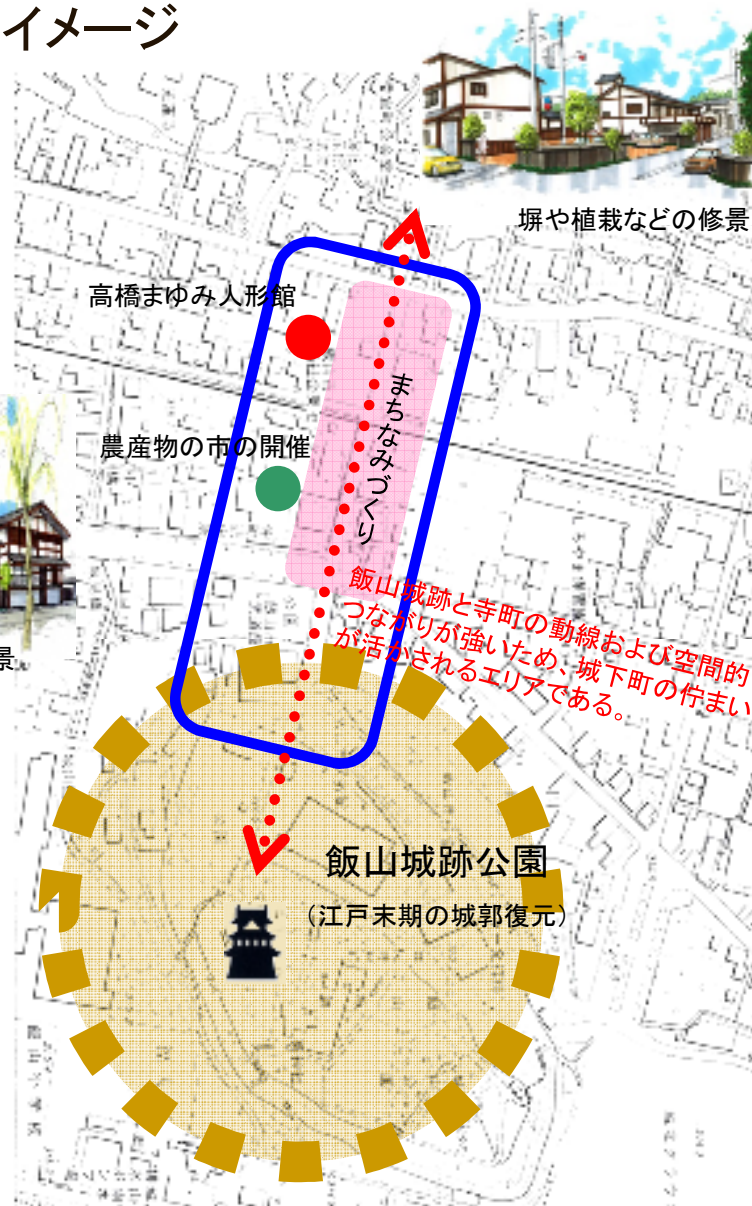 イメージ
塀や植栽などの修景
高橋まゆみ人形館
まちなみづくり
農産物の市の開催
飯山城跡と寺町の動線および空間的
つながりが強いため、城下町の佇まい
が活かされるエリアである。
景
飯山城跡公園
（江戸末期の城郭復元）